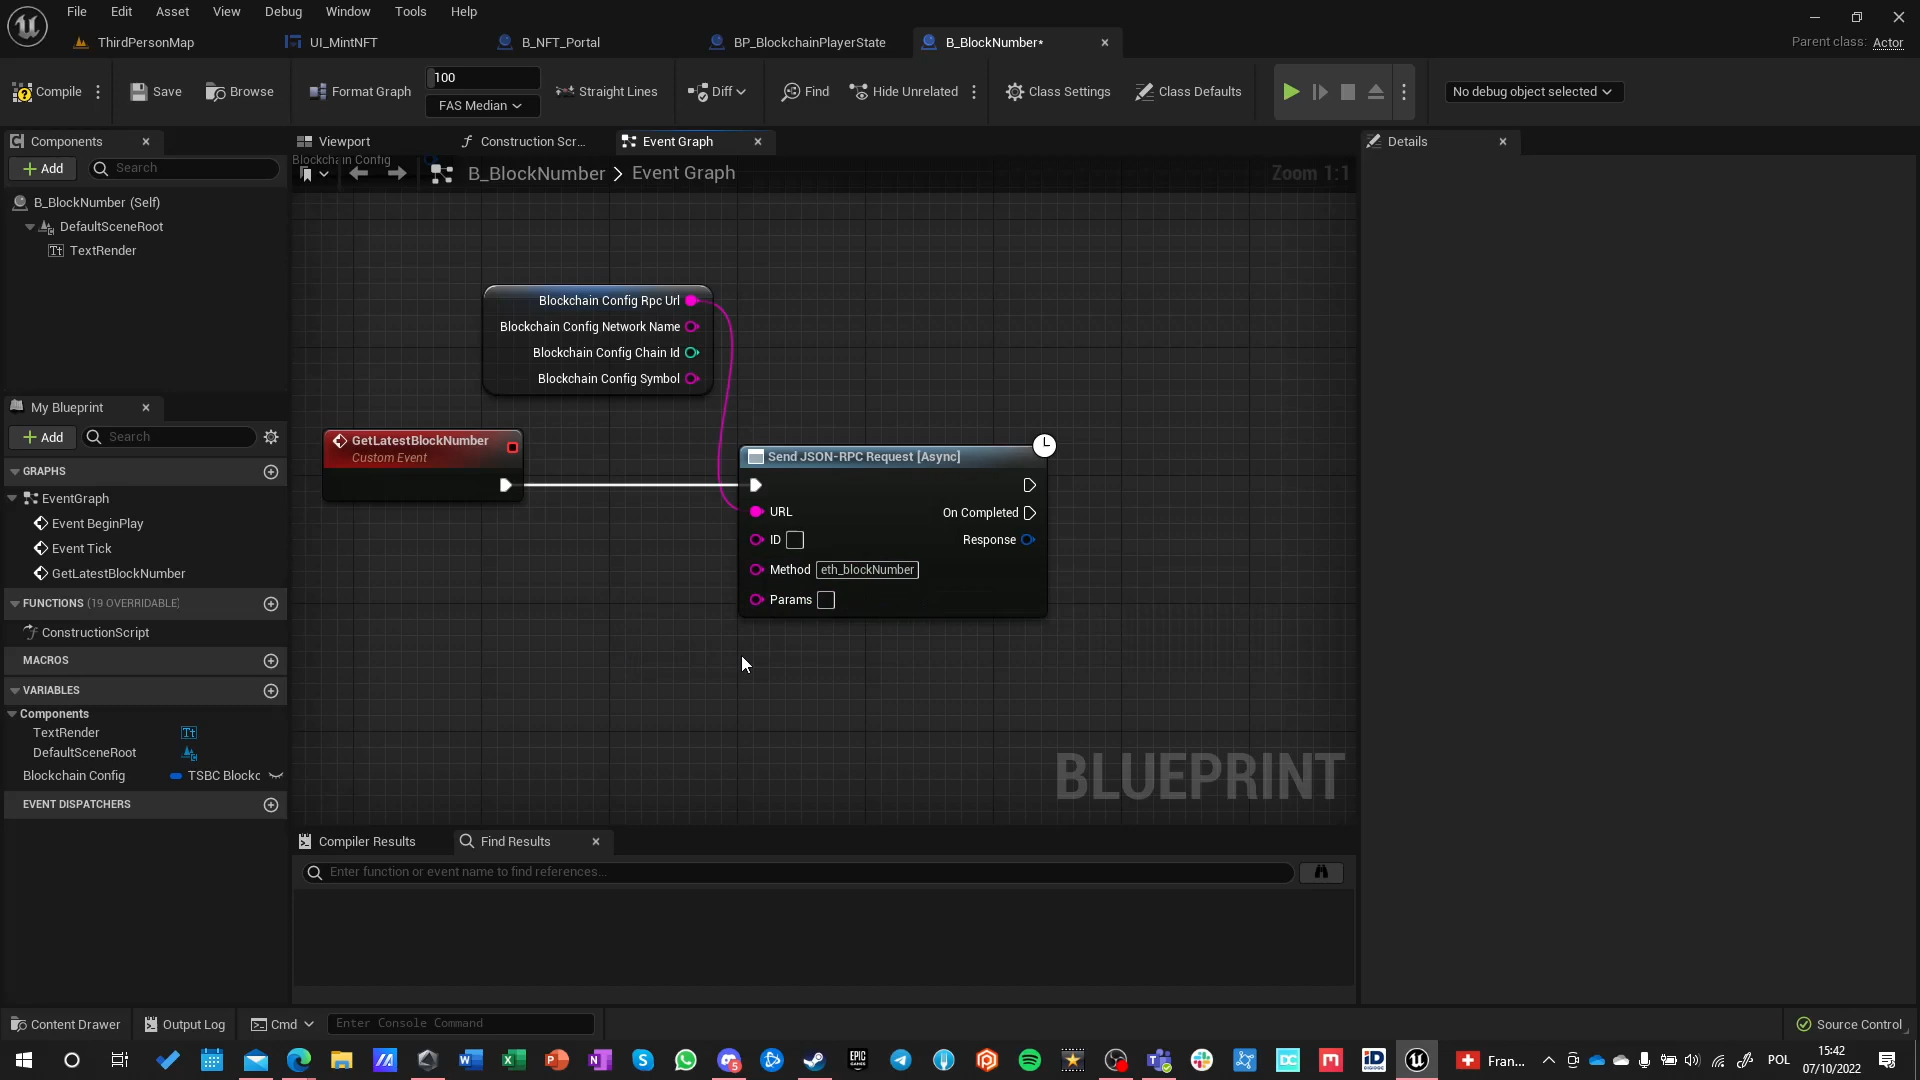 File Edit Asset View Debug Window Tools Help
ThirdPersonMap UI_MintNFT B_NFT_Portal BP_BlockchainPlayerState B_BlockNumber* Parent class: Actor
Compile Save Browse Format Graph 100 Straight Lines Diff Find Hide Unrelated Class Settings Class Defaults No debug object selected
FAS Median
Components Viewport Construction Scr... Event Graph Details
Blockchain Config
Add Search B_BlockNumber > Event Graph Zoom 1:1
B_BlockNumber (Self)
DefaultSceneRoot
Tt TextRender
Blockchain Config Rpc Url
Blockchain Config Network Name
Blockchain Config Chain Id
Blockchain Config Symbol
My Blueprint
Add Search
GetLatestBlockNumber
Custom Event
Send JSON-RPC Request [Async]
URL On Completed
ID Response
Method eth_blockNumber
Params
GRAPHS
EventGraph
Event BeginPlay
Event Tick
GetLatestBlockNumber
FUNCTIONS (19 OVERRIDABLE)
ConstructionScript
MACROS
VARIABLES
Components
TextRender Tt
DefaultSceneRoot
Blockchain Config TSBC Blockc
EVENT DISPATCHERS
BLUEPRINT
Compiler Results Find Results
Enter function or event name to find references...
Content Drawer Output Log Cmd Enter Console Command Source Control
Fran... POL 15:42
07/10/2022